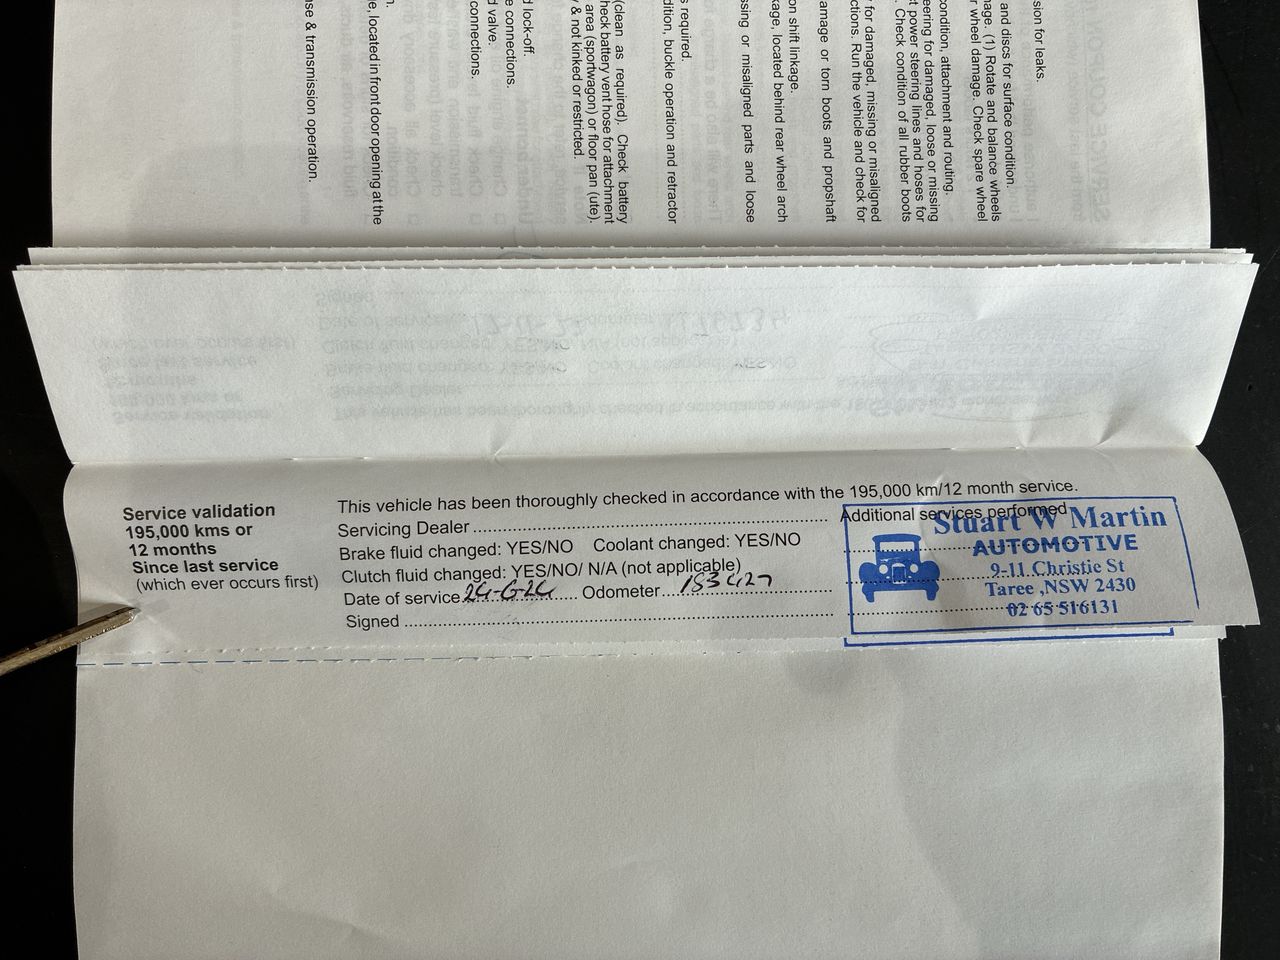 sion for leaks.
and discs for surface condition.
nage. (1) Rotate and balance wheels
r wheel damage. Check spare wheel
condition, attachment and routing.
eering for damaged, loose or missing
t power steering lines and hoses for
. Check condition of all rubber boots
y for damaged, missing or misaligned
ctions. Run the vehicle and check for
amage or torn boots and propshaft
on shift linkage.
kage, located behind rear wheel arch
sing or misaligned parts and loose
s required.
dition, buckle operation and retractor
(clean as required). Check battery
heck battery vent hose for attachment
area (sportwagon) or floor pan (ute).
y & not kinked or restricted.
d lock-off.
e connections.
d valve.
connections.
n.
e, located in front door opening at the
se & transmission operation.
Service validation
195,000 kms or
12 months
Since last service
(which ever occurs first)
This vehicle has been thoroughly checked in accordance with the 195,000 km/12 month service.
Servicing Dealer
Additional services performed
Brake fluid changed: YES/NO Coolant changed: YES/NO
Clutch fluid changed: YES/NO/ N/A (not applicable)
Date of service Odometer
Signed
Stuart W Martin
AUTOMOTIVE
9-11 Christie St
Taree ,NSW 2430
02 65 516131